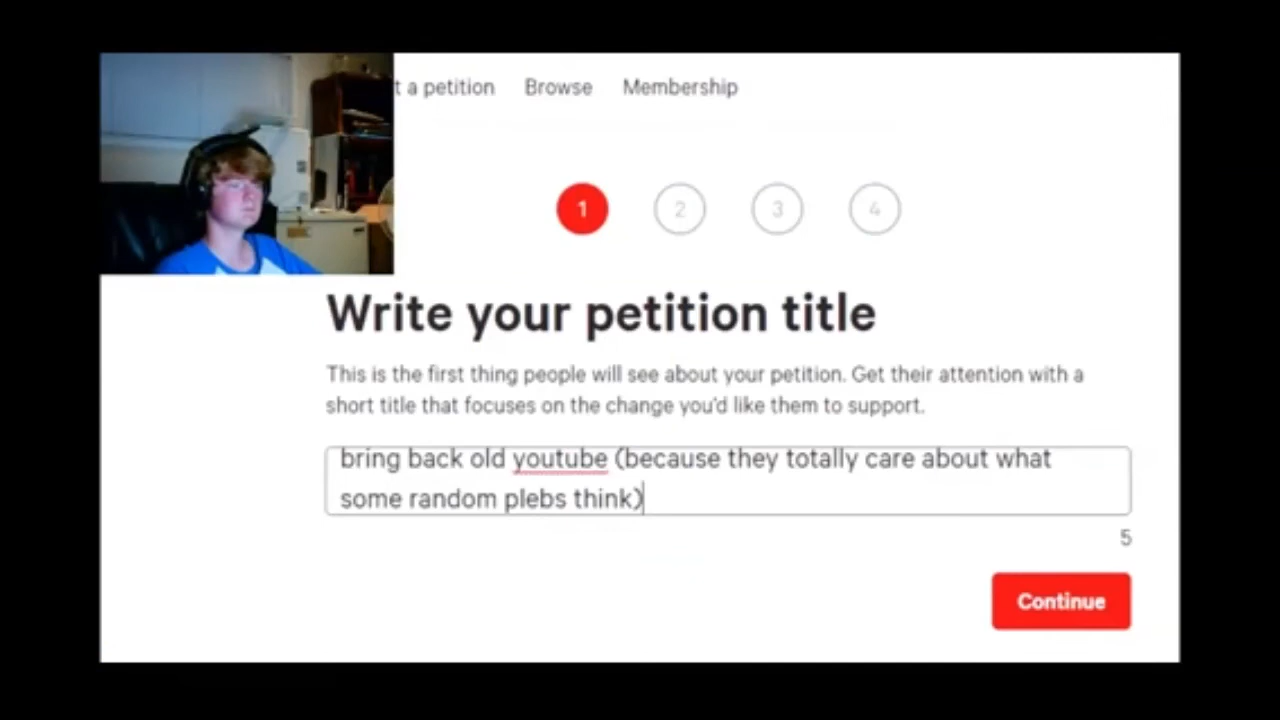 t a petition Browse Membership
1 2 3 4
Write your petition title
This is the first thing people will see about your petition. Get their attention with a
short title that focuses on the change you'd like them to support.
bring back old youtube (because they totally care about what
some random plebs think)
5
Continue